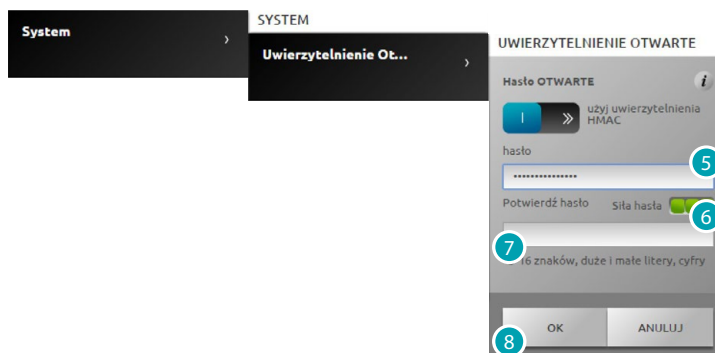 System
SYSTEM
Uwierzytelnienie Ot...
UWIERZYTELNIENIE OTWARTE
Hasło OTWARTE
i
użyj uwierzytelnienia
HMAC
hasło
5
•••••••••••••••
Potwierdź hasło
Siła hasła
6
7
16 znaków, duże i małe litery, cyfry
OK
ANULUJ
8